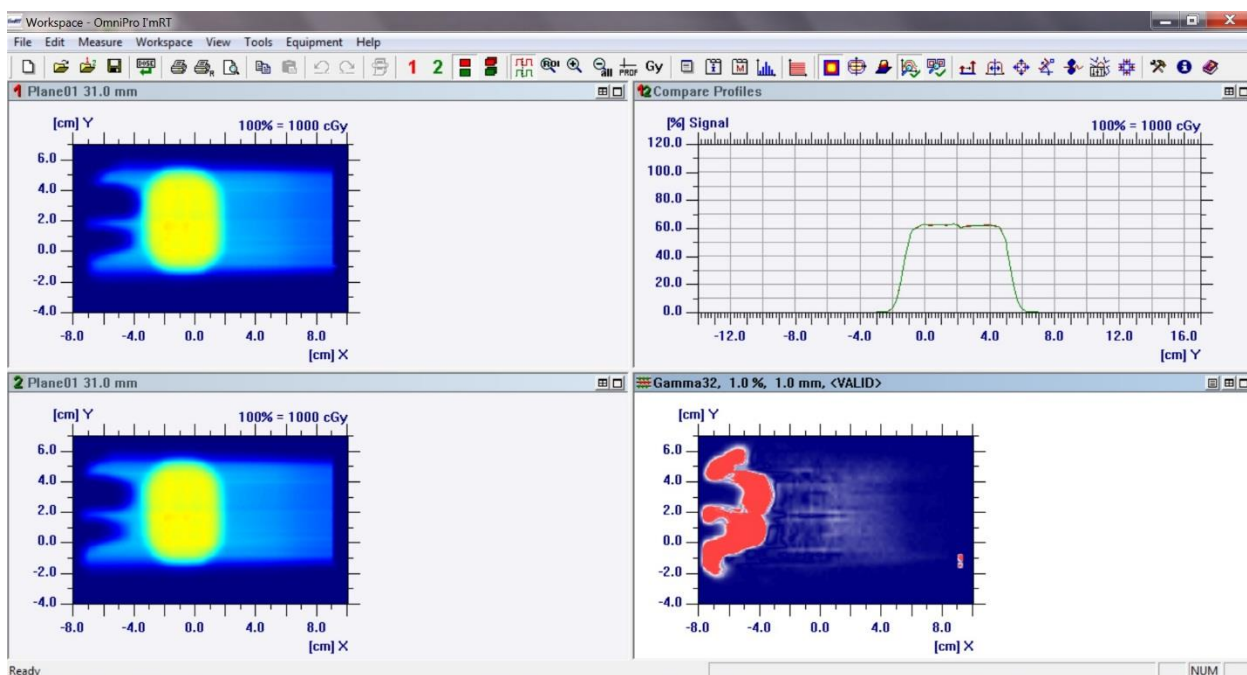 Workspace - OmniPro I'mRT
File Edit Measure Workspace View Tools Equipment Help
1 2 ROI all PROF Gy
1 Plane01 31.0 mm
[cm] Y 100% = 1000 cGy
6.0
4.0
2.0
0.0
-2.0
-4.0
-8.0 -4.0 0.0 4.0 8.0
[cm] X
12 Compare Profiles
[%] Signal 100% = 1000 cGy
120.0
100.0
80.0
60.0
40.0
20.0
0.0
-12.0 -8.0 -4.0 0.0 4.0 8.0 12.0 16.0
[cm] Y
2 Plane01 31.0 mm
[cm] Y 100% = 1000 cGy
6.0
4.0
2.0
0.0
-2.0
-4.0
-8.0 -4.0 0.0 4.0 8.0
[cm] X
Gamma32, 1.0 %, 1.0 mm, <VALID>
[cm] Y
6.0
4.0
2.0
0.0
-2.0
-4.0
-8.0 -4.0 0.0 4.0 8.0
[cm] X
Ready NUM